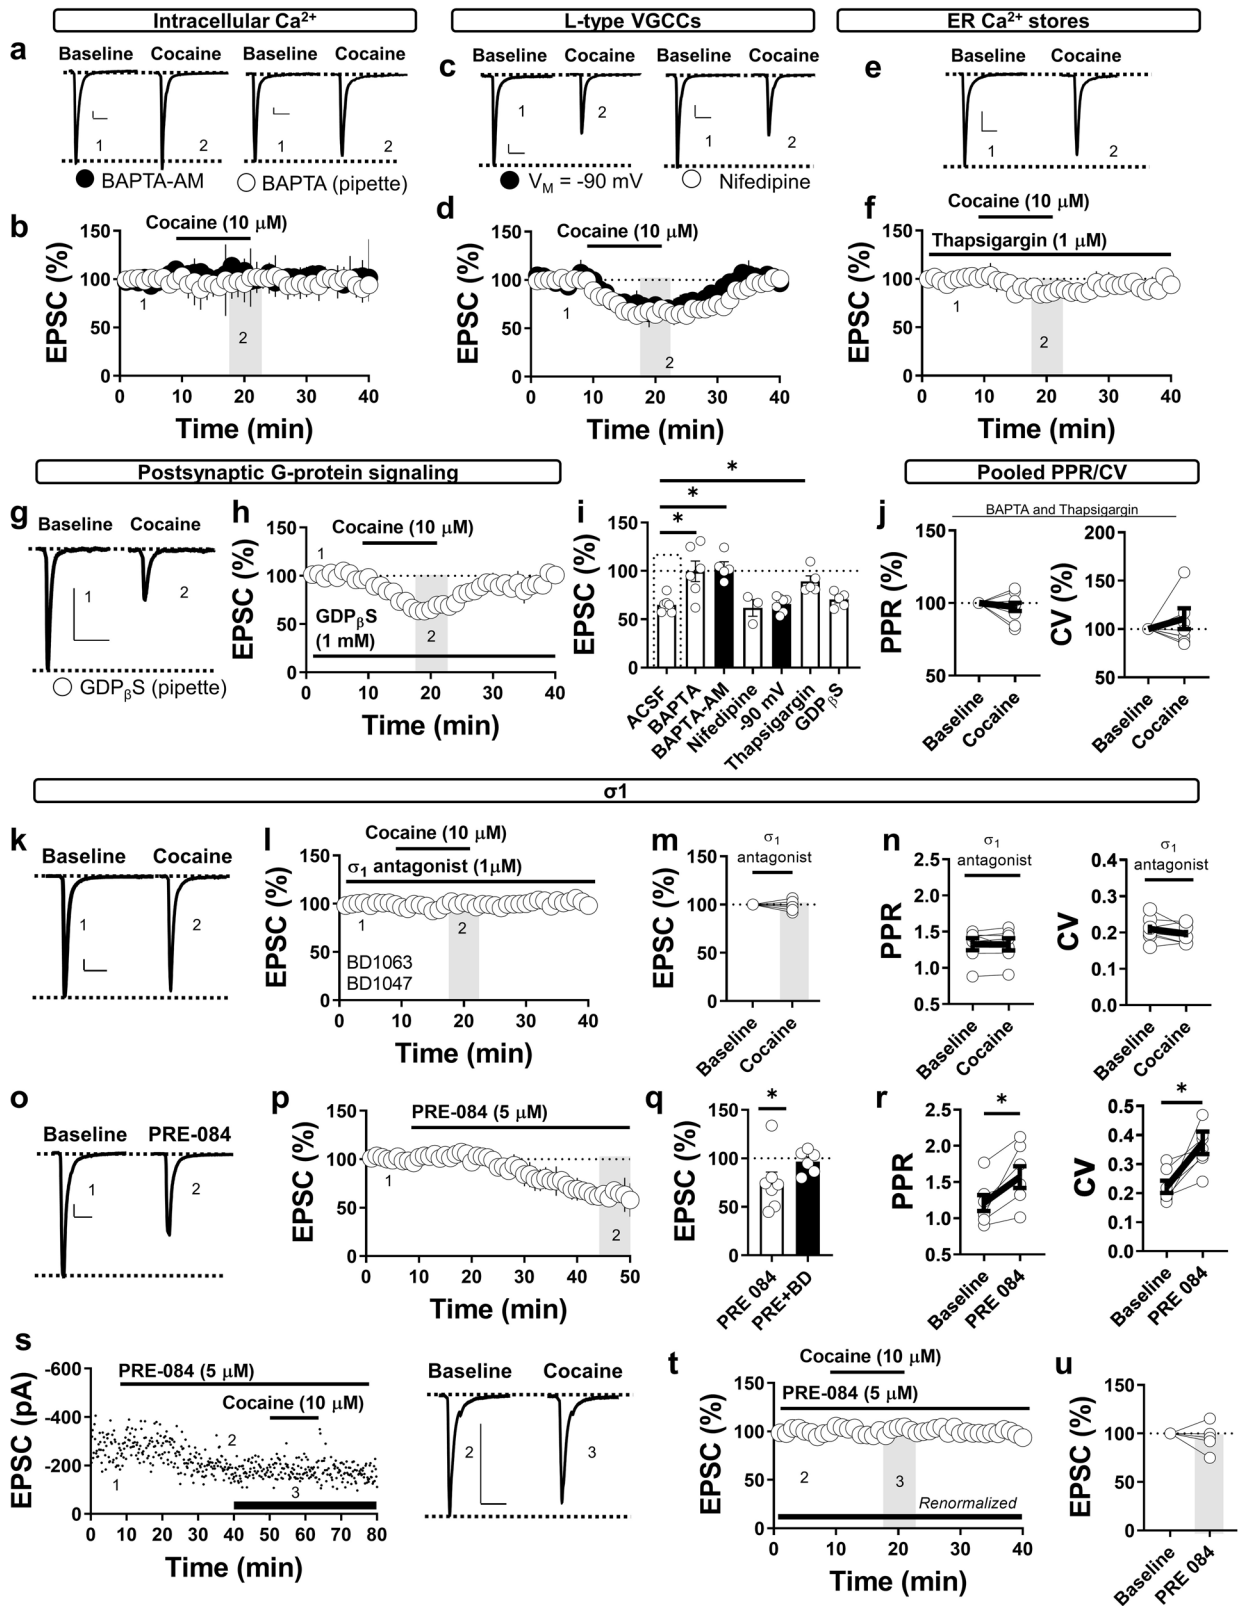 Intracellular Ca²⁺
L-type VGCCs
ER Ca²⁺ stores
a
Baseline Cocaine Baseline Cocaine
1 2 1 2
BAPTA-AM BAPTA (pipette)
c
Baseline Cocaine Baseline Cocaine
1 2 1 2
V_M = -90 mV Nifedipine
e
Baseline Cocaine
1 2
b
Cocaine (10 μM)
EPSC (%)
150
100
50
0
1 2
0 10 20 30 40
Time (min)
d
Cocaine (10 μM)
EPSC (%)
150
100
50
0
1 2
0 10 20 30 40
Time (min)
f
Cocaine (10 μM)
Thapsigargin (1 μM)
EPSC (%)
150
100
50
0
1 2
0 10 20 30 40
Time (min)
Postsynaptic G-protein signaling
Pooled PPR/CV
g
Baseline Cocaine
1 2
GDPβS (pipette)
h
Cocaine (10 μM)
EPSC (%)
150
100
50
0
1 2
GDPβS
(1 mM)
0 10 20 30 40
Time (min)
i
*
*
*
EPSC (%)
150
100
50
0
ACSF
BAPTA
BAPTA-AM
Nifedipine
-90 mV
Thapsigargin
GDPβS
j
BAPTA and Thapsigargin
PPR (%)
150
100
50
Baseline
Cocaine
CV (%)
200
150
100
50
Baseline
Cocaine
σ1
k
Baseline Cocaine
1 2
l
Cocaine (10 μM)
σ₁ antagonist (1μM)
EPSC (%)
150
100
50
0
1 2
BD1063
BD1047
0 10 20 30 40
Time (min)
m
σ₁
antagonist
EPSC (%)
150
100
50
0
Baseline
Cocaine
n
σ₁
antagonist
PPR
2.5
2.0
1.5
1.0
0.5
Baseline
Cocaine
σ₁
antagonist
CV
0.4
0.3
0.2
0.1
0.0
Baseline
Cocaine
o
Baseline PRE-084
1 2
p
PRE-084 (5 μM)
EPSC (%)
150
100
50
0
1 2
0 10 20 30 40 50
Time (min)
q
*
EPSC (%)
150
100
50
0
PRE 084
PRE+BD
r
*
PPR
2.5
2.0
1.5
1.0
0.5
Baseline
PRE 084
*
CV
0.5
0.4
0.3
0.2
0.1
0.0
Baseline
PRE 084
s
PRE-084 (5 μM)
Cocaine (10 μM)
EPSC (pA)
-600
-400
-200
0
1 2 3
0 10 20 30 40 50 60 70 80
Time (min)
Baseline Cocaine
2 3
t
Cocaine (10 μM)
PRE-084 (5 μM)
EPSC (%)
150
100
50
0
2 3
Renormalized
0 10 20 30 40
Time (min)
u
EPSC (%)
150
100
50
0
Baseline
PRE 084